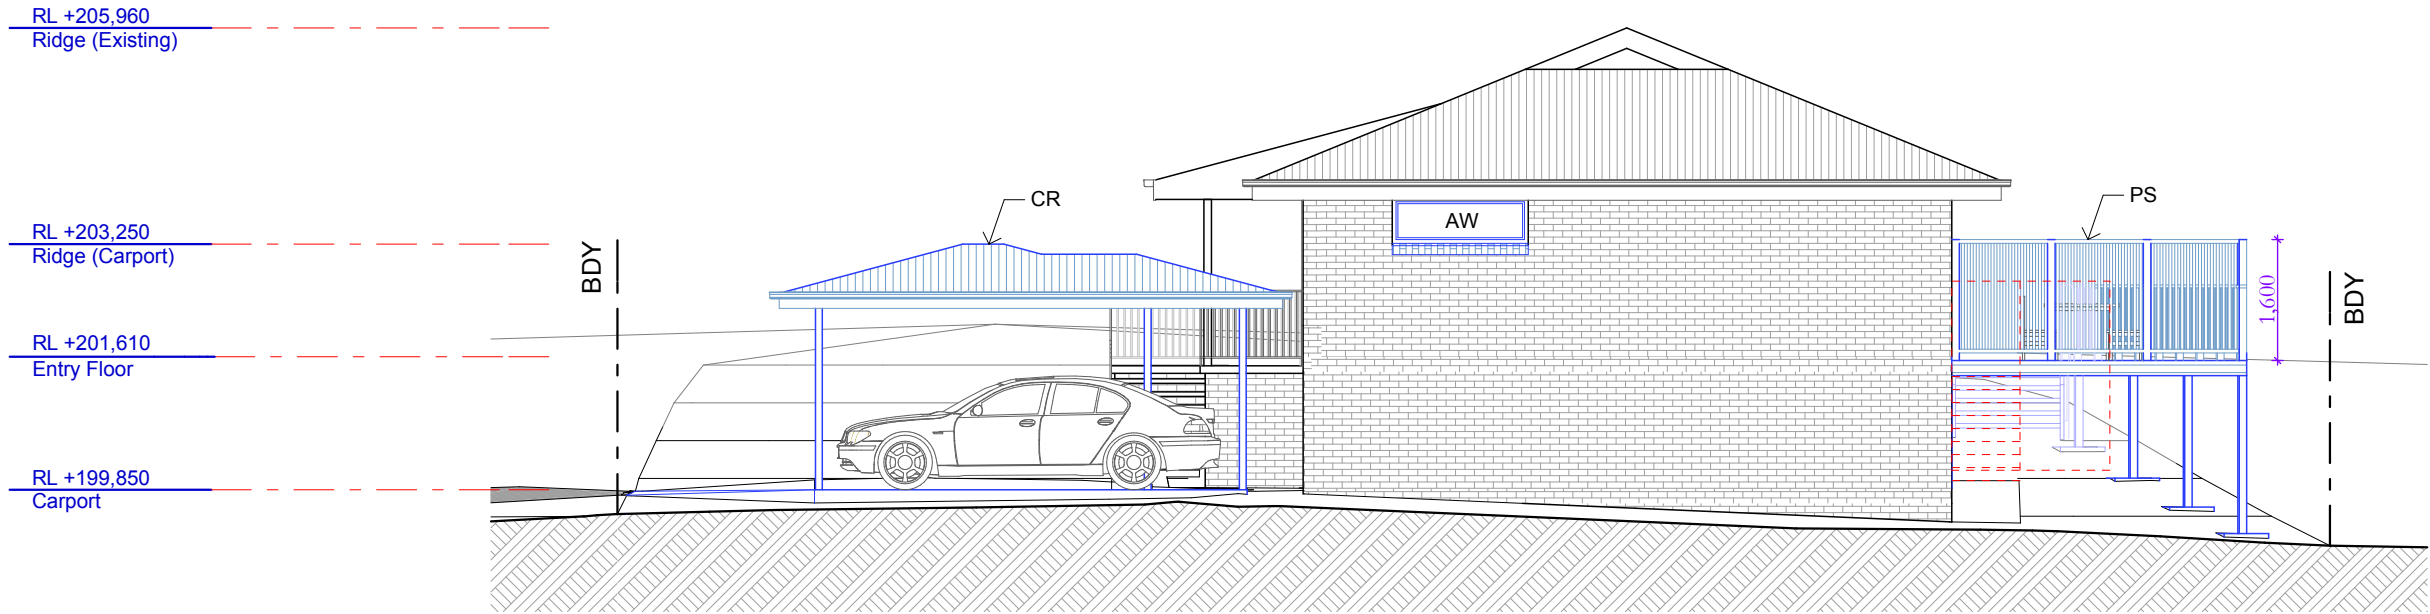 RL +205,960
Ridge (Existing)
CR
PS
RL +203,250
Ridge (Carport)
AW
BDY
BDY
1,600
RL +201,610
Entry Floor
RL +199,850
Carport